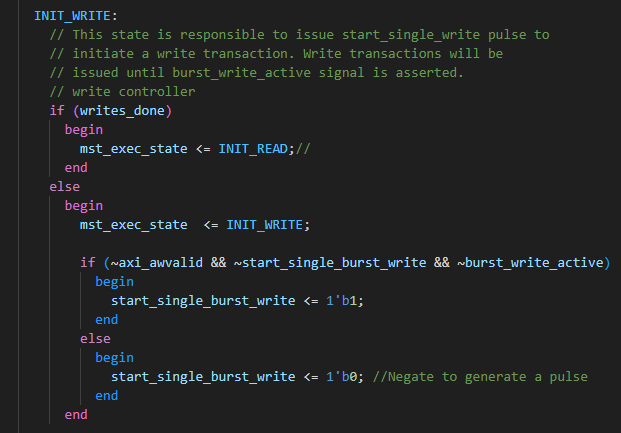 INIT_WRITE:
// This state is responsible to issue start_single_write pulse to
// initiate a write transaction. Write transactions will be
// issued until burst_write_active signal is asserted.
// write controller
if (writes_done)
begin
mst_exec_state <= INIT_READ;//
end
else
begin
mst_exec_state  <= INIT_WRITE;
if (~axi_awvalid && ~start_single_burst_write && ~burst_write_active)
begin
start_single_burst_write <= 1'b1;
end
else
begin
start_single_burst_write <= 1'b0; //Negate to generate a pulse
end
end